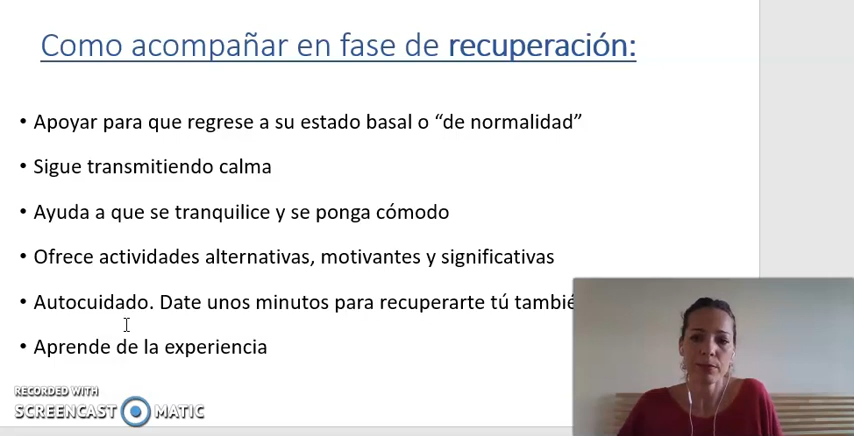 Como acompañar en fase de recuperación:
• Apoyar para que regrese a su estado basal o “de normalidad”
• Sigue transmitiendo calma
• Ayuda a que se tranquilice y se ponga cómodo
• Ofrece actividades alternativas, motivantes y significativas
• Autocuidado. Date unos minutos para recuperarte tú
• Aprende de la experiencia
RECORDED WITH
SCREENCAST MATIC